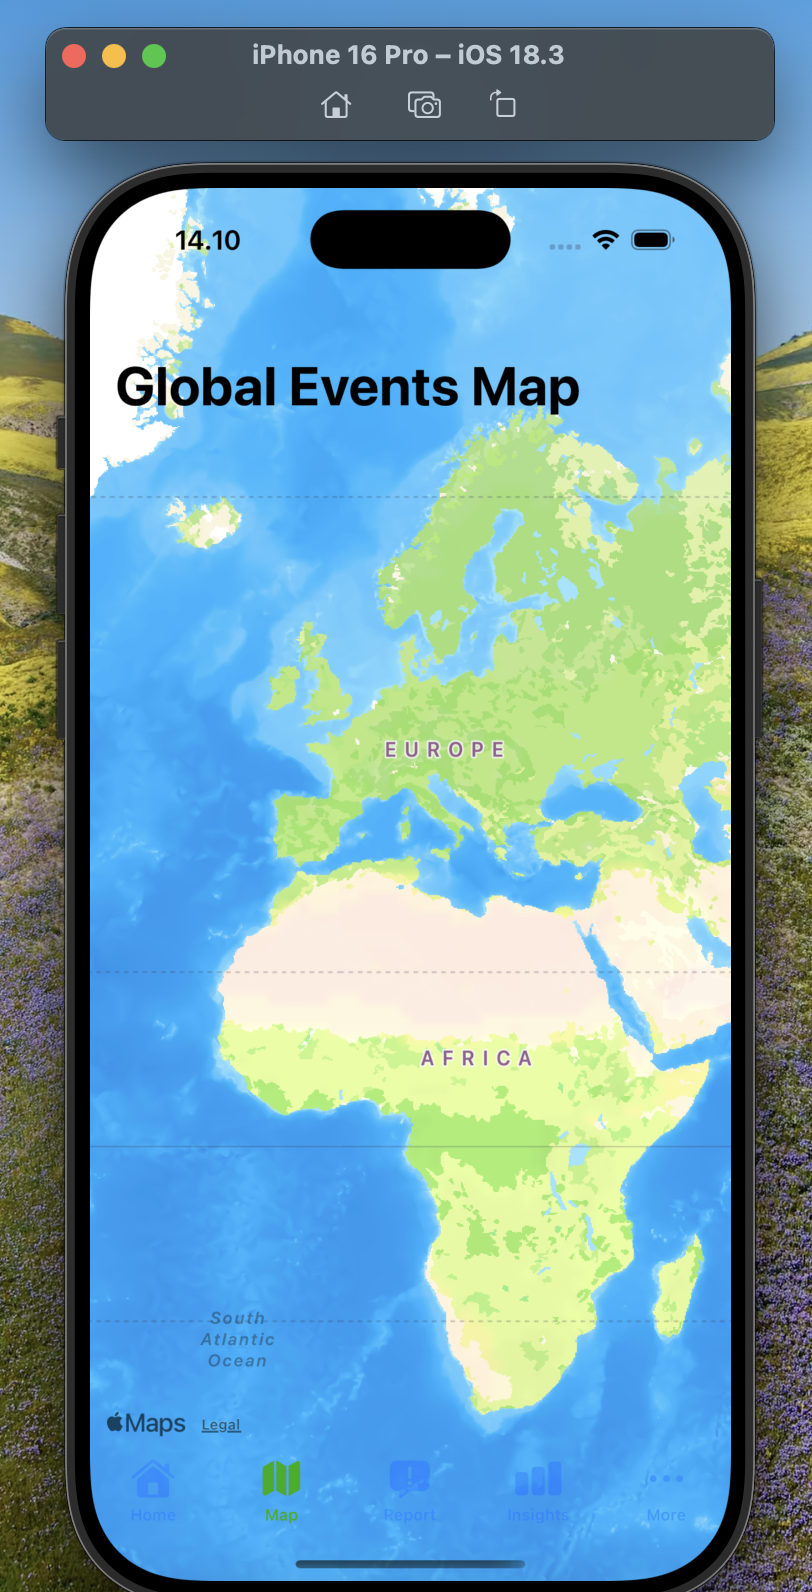 iPhone 16 Pro – iOS 18.3
14.10
Global Events Map
EUROPE
AFRICA
South
Atlantic
Ocean
Maps Legal
Home Map Report Insights More